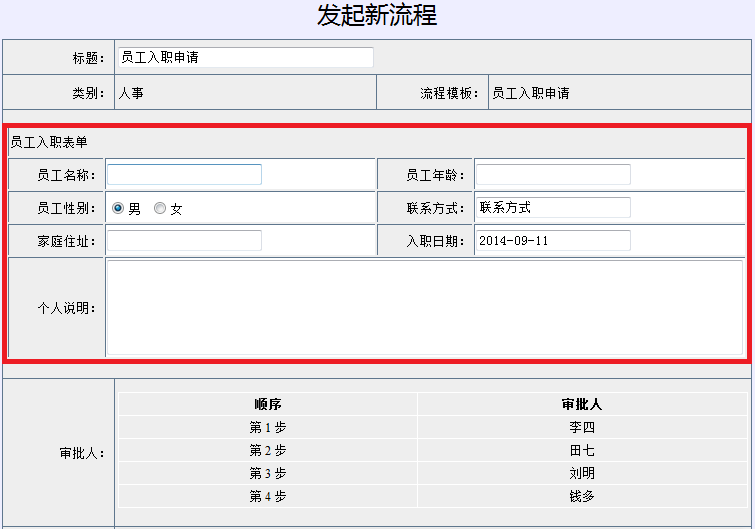 发起新流程
标题： 员工入职申请
类别： 人事 流程模板： 员工入职申请
员工入职表单
员工名称： 员工年龄：
员工性别： 男 女 联系方式： 联系方式
家庭住址： 入职日期： 2014-09-11
个人说明：
顺序 审批人
第 1 步 李四
第 2 步 田七
审批人：
第 3 步 刘明
第 4 步 钱多